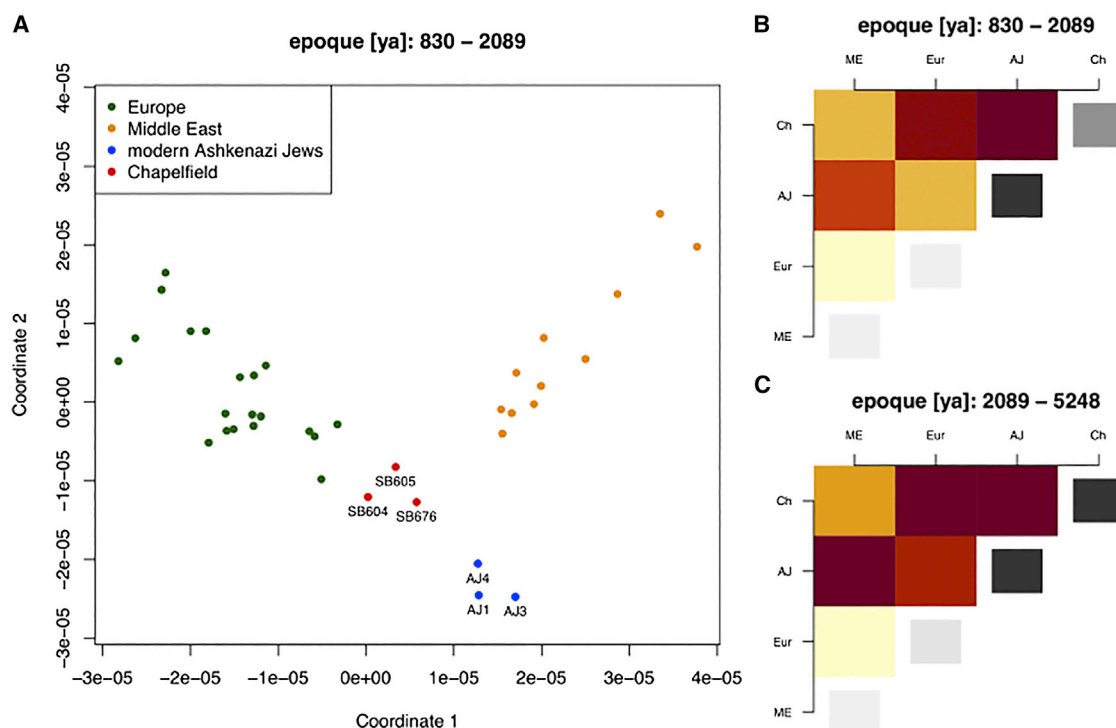 A
epoque [ya]: 830 – 2089
Europe
Middle East
modern Ashkenazi Jews
Chapelfield
4e−05
3e−05
2e−05
1e−05
0e+00
−1e−05
−2e−05
−3e−05
Coordinate 2
SB605
SB604
SB676
AJ4
AJ1
AJ3
−3e−05 −2e−05 −1e−05 0e+00 1e−05 2e−05 3e−05 4e−05
Coordinate 1
B
epoque [ya]: 830 – 2089
ME Eur AJ Ch
Ch
AJ
Eur
ME
C
epoque [ya]: 2089 – 5248
ME Eur AJ Ch
Ch
AJ
Eur
ME